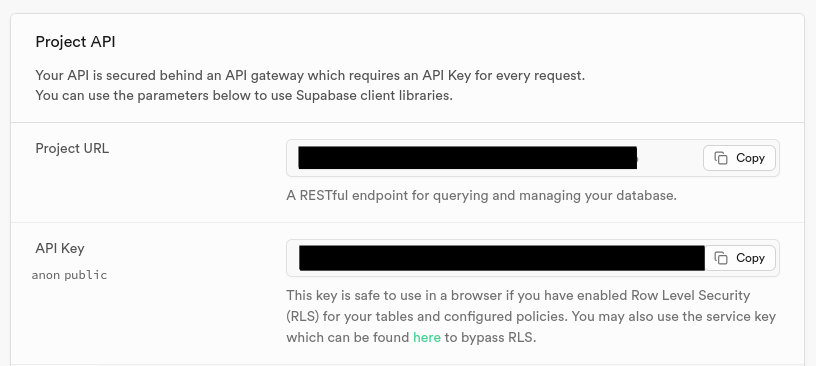 Project API
Your API is secured behind an API gateway which requires an API Key for every request.
You can use the parameters below to use Supabase client libraries.
Project URL
Copy
A RESTful endpoint for querying and managing your database.
API Key
anon public
Copy
This key is safe to use in a browser if you have enabled Row Level Security
(RLS) for your tables and configured policies. You may also use the service key
which can be found here to bypass RLS.